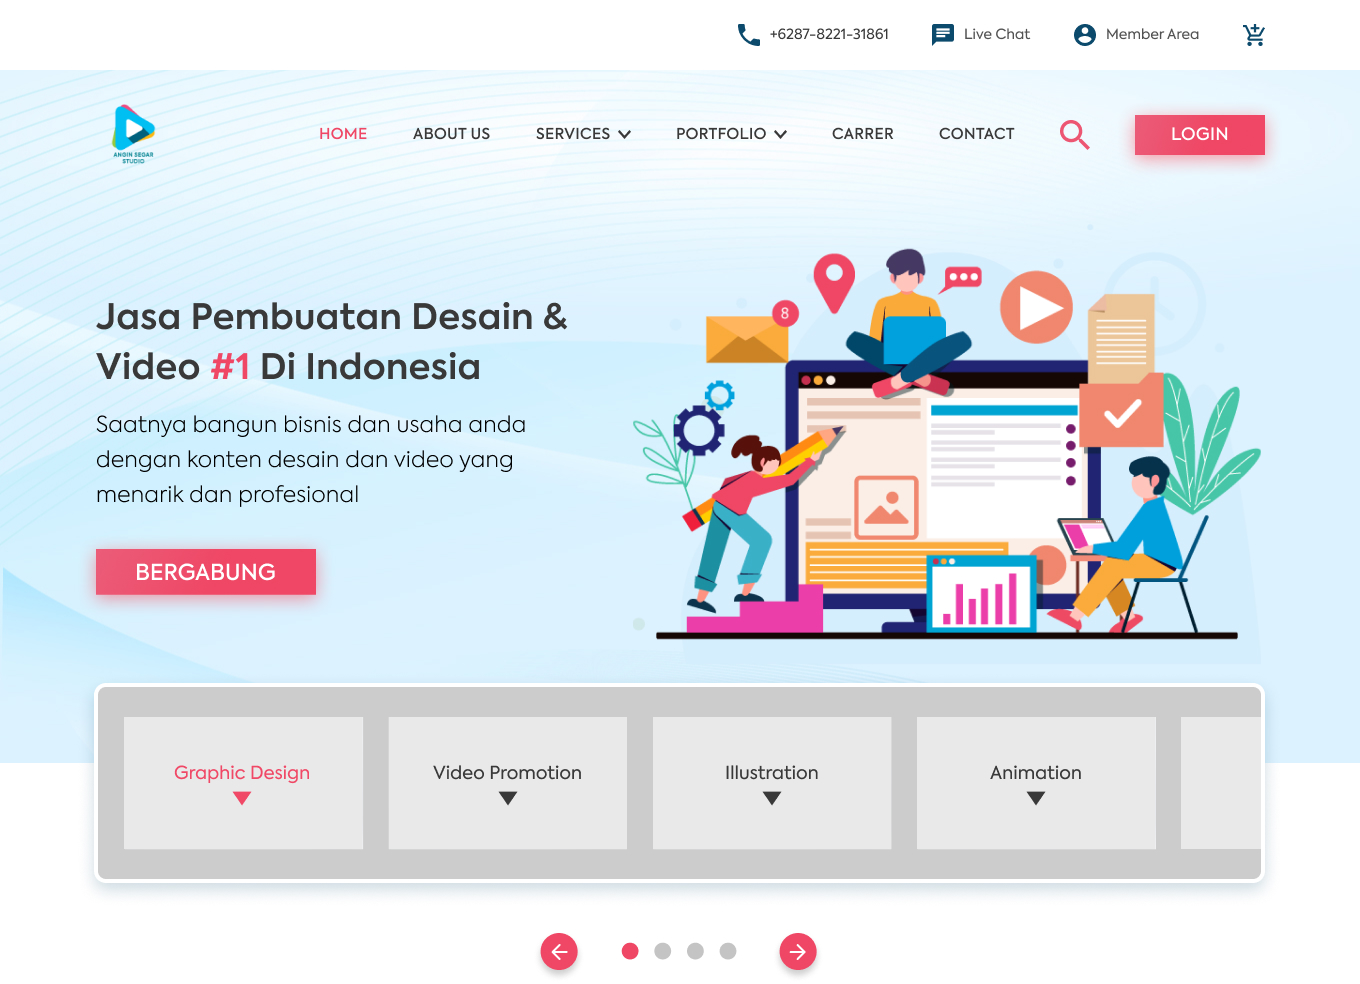 +6287-8221-31861
Live Chat
Member Area
ANGIN SEGAR
STUDIO
HOME
ABOUT US
SERVICES
PORTFOLIO
CARRER
CONTACT
LOGIN
Jasa Pembuatan Desain &
Video #1 Di Indonesia
Saatnya bangun bisnis dan usaha anda
dengan konten desain dan video yang
menarik dan profesional
BERGABUNG
8
Graphic Design
Video Promotion
Illustration
Animation